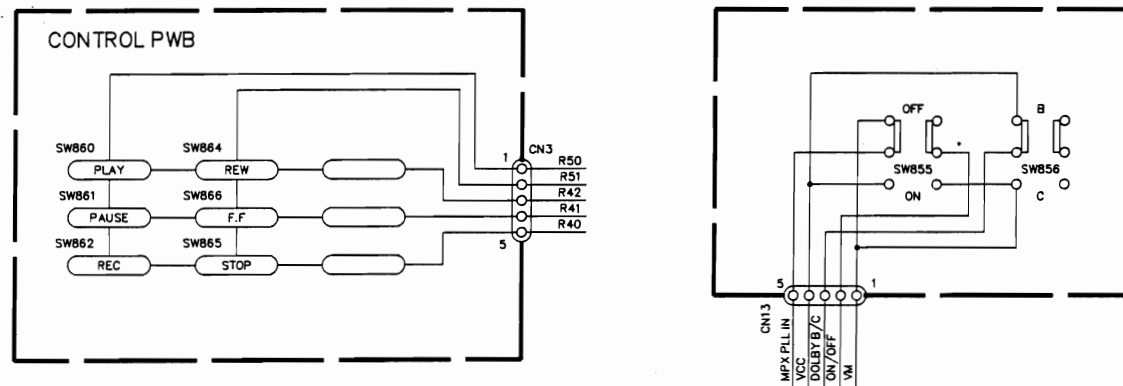 CONTROL PWB
SW860
SW864
PLAY
REW
SW861
SW866
PAUSE
F.F
SW862
SW865
REC
STOP
CN3
1
R50
R51
R42
R41
R40
5
OFF
B
SW855
SW856
ON
C
5
1
CN13
MPX PLL IN
VCC
DOLBY B/C
ON/OFF
VM